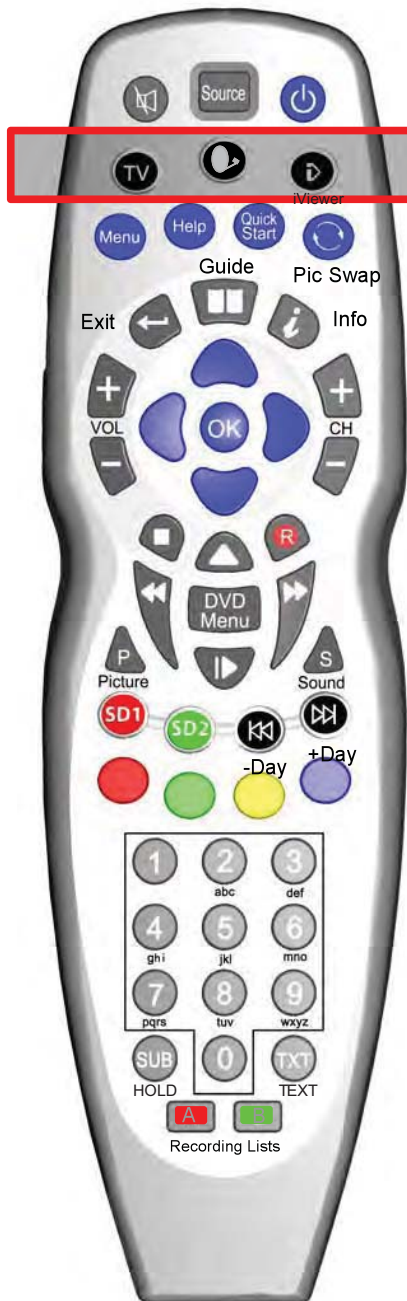 Source
TV
iViewer
Menu Help Quick Start
Guide
Pic Swap
Exit i Info
+ +
VOL OK CH
- -
R
DVD
Menu
P S
Picture Sound
SD1 SD2
-Day +Day
1 2 3
abc def
4 5 6
ghi jkl mno
7 8 9
pqrs tuv wxyz
SUB 0 TXT
HOLD TEXT
A B
Recording Lists